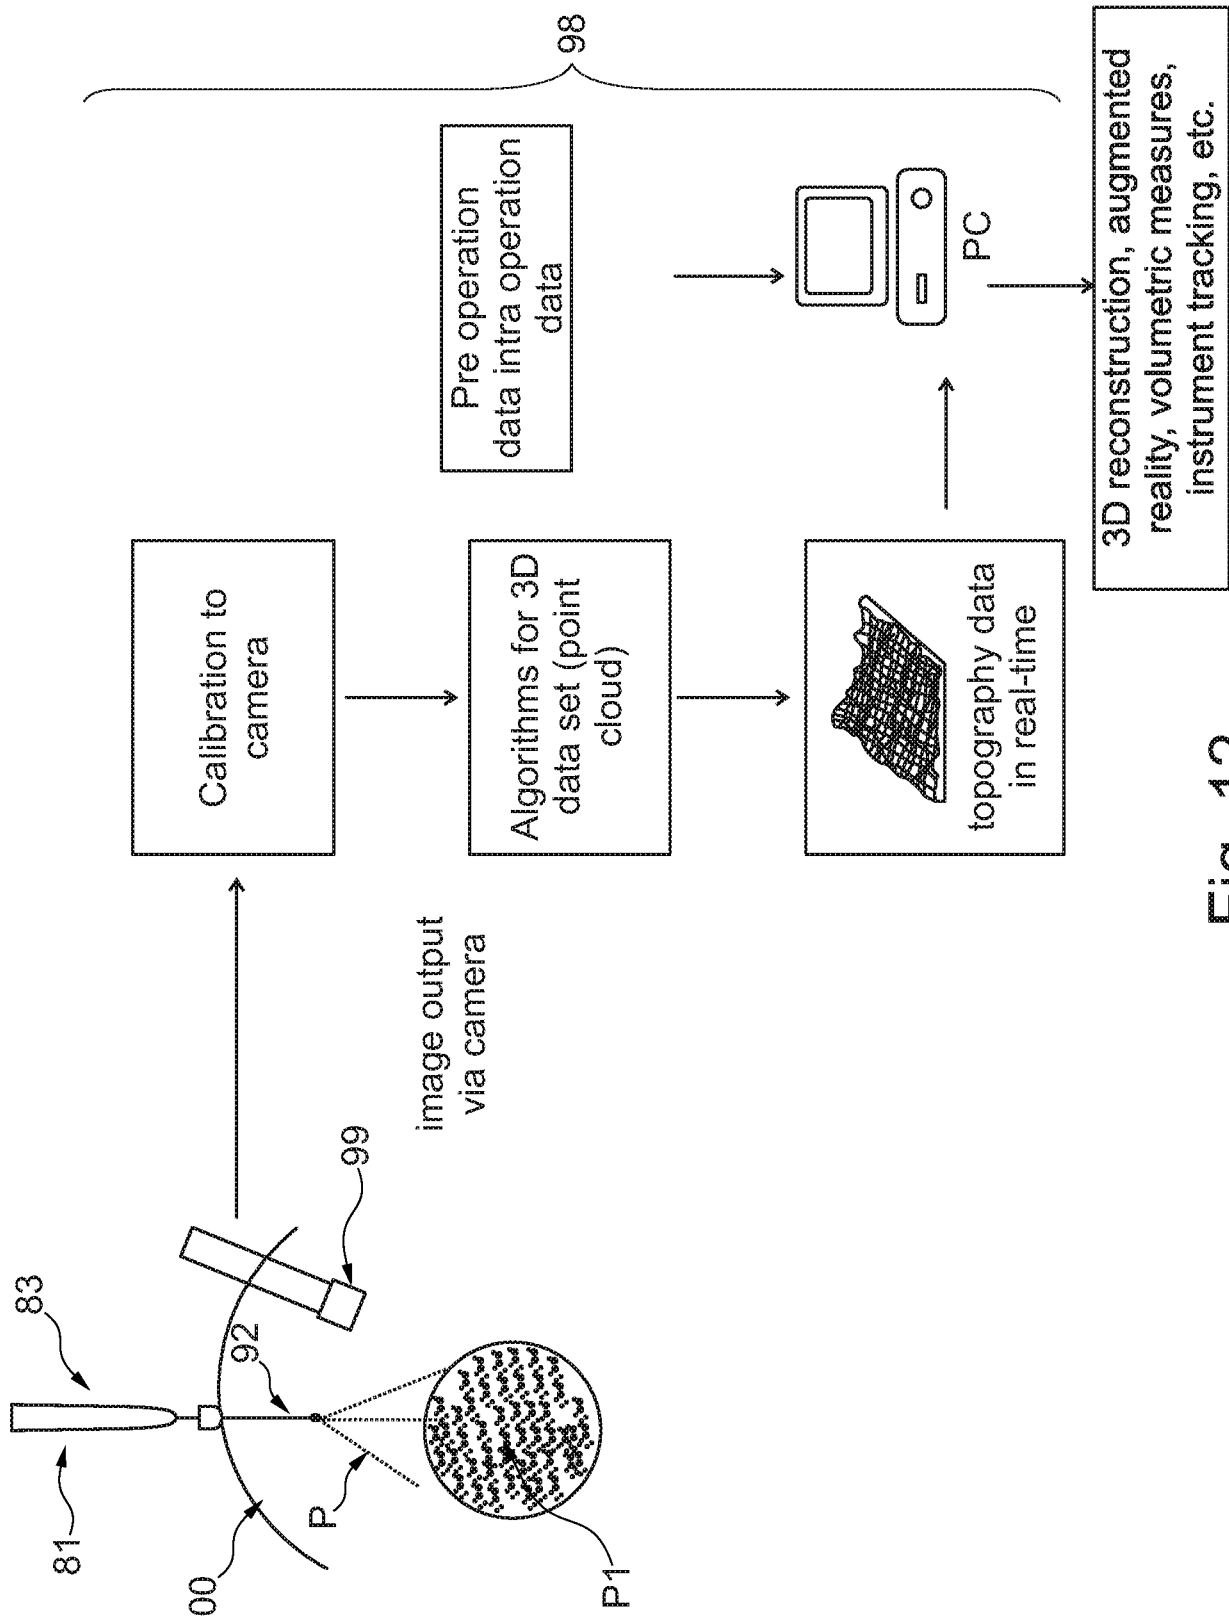 81
83
00
92
P
P1
99
image output
via camera
Calibration to
camera
Algorithms for 3D
data set (point
cloud)
topography data
in real-time
Pre operation
data intra operation
data
PC
98
3D reconstruction, augmented
reality, volumetric measures,
instrument tracking, etc.
Fig.